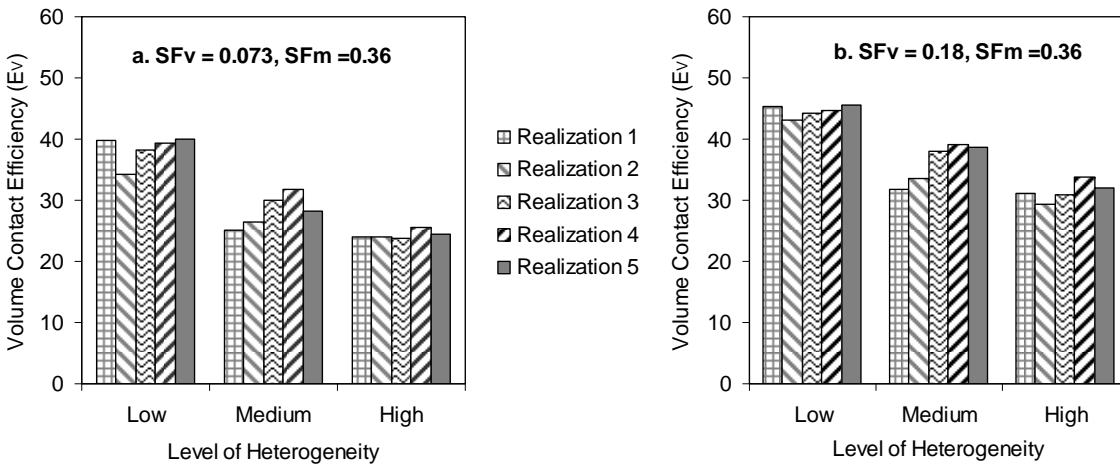 a. SFv = 0.073, SFm =0.36
Volume Contact Efficiency (Ev)
60
50
40
30
20
10
0
Low Medium High
Level of Heterogeneity
Realization 1
Realization 2
Realization 3
Realization 4
Realization 5
b. SFv = 0.18, SFm =0.36
Volume Contact Efficiency (Ev)
60
50
40
30
20
10
0
Low Medium High
Level of Heterogeneity